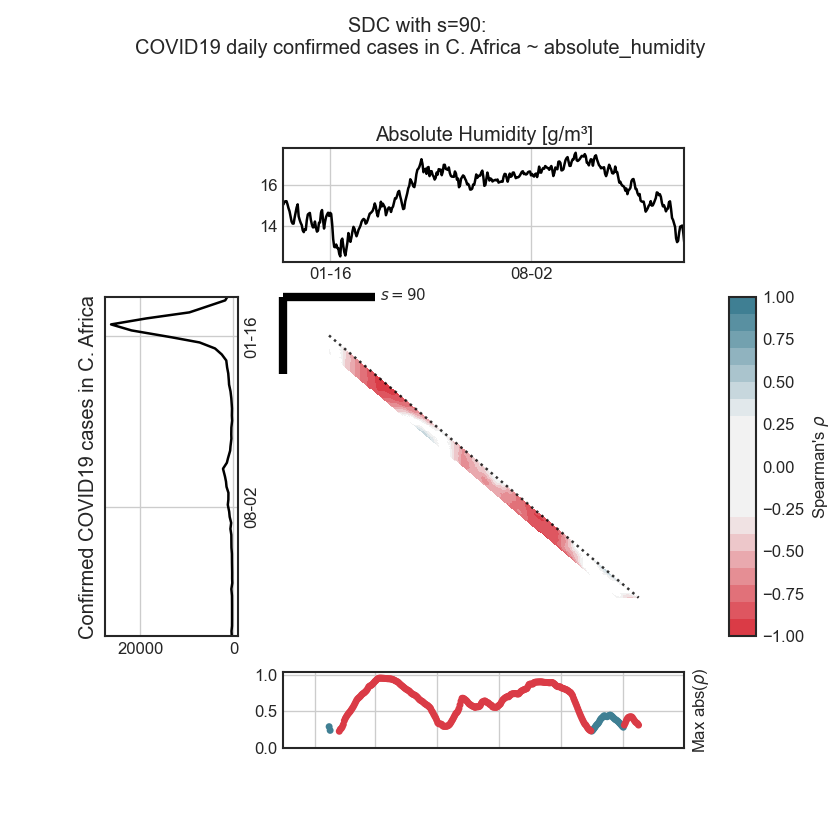 SDC with s=90:
COVID19 daily confirmed cases in C. Africa ~ absolute_humidity
Absolute Humidity [g/m³]
16
14
01-16
08-02
s = 90
Confirmed COVID19 cases in C. Africa
01-16
08-02
20000
0
1.00
0.75
0.50
0.25
0.00
−0.25
−0.50
−0.75
−1.00
Spearman's ρ
1.0
0.5
0.0
Max abs(ρ)